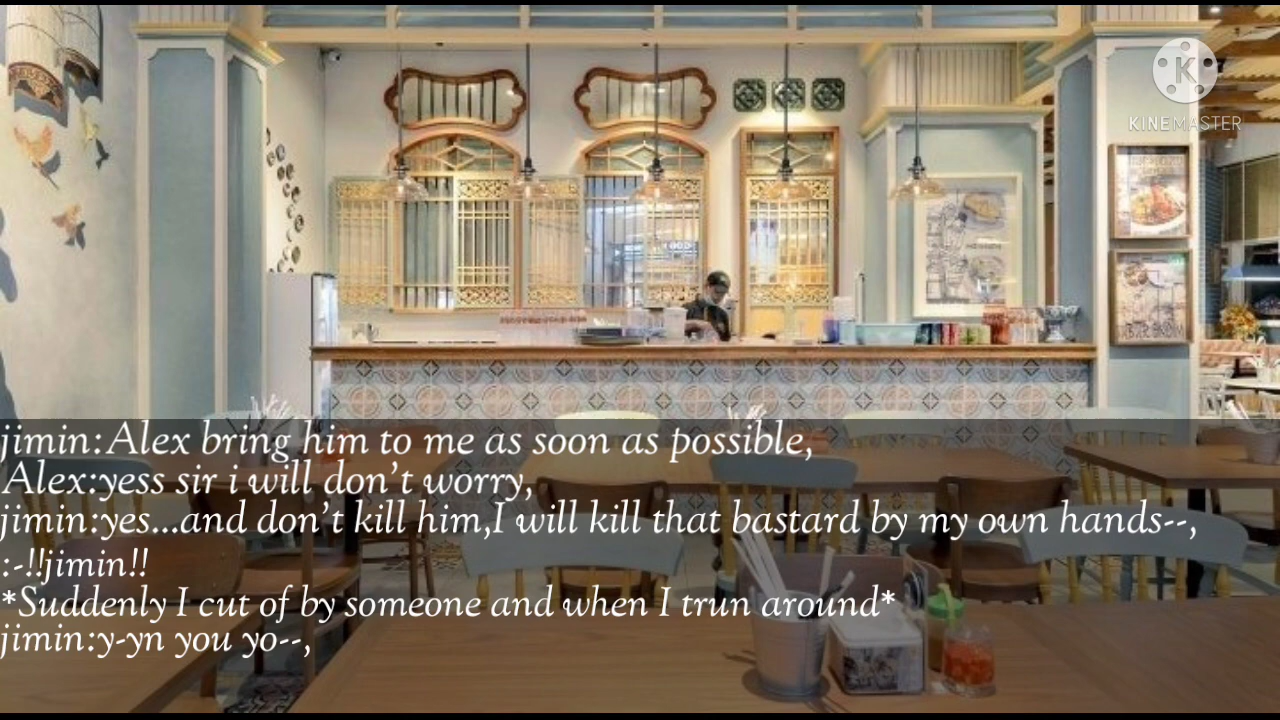 KINEMASTER
jimin:Alex bring him to me as soon as possible,
Alex:yess sir i will don't worry,
jimin:yes...and don't kill him,I will kill that bastard by my own hands--,
:-!!jimin!!
*Suddenly I cut of by someone and when I trun around*
jimin:y-yn you yo--,